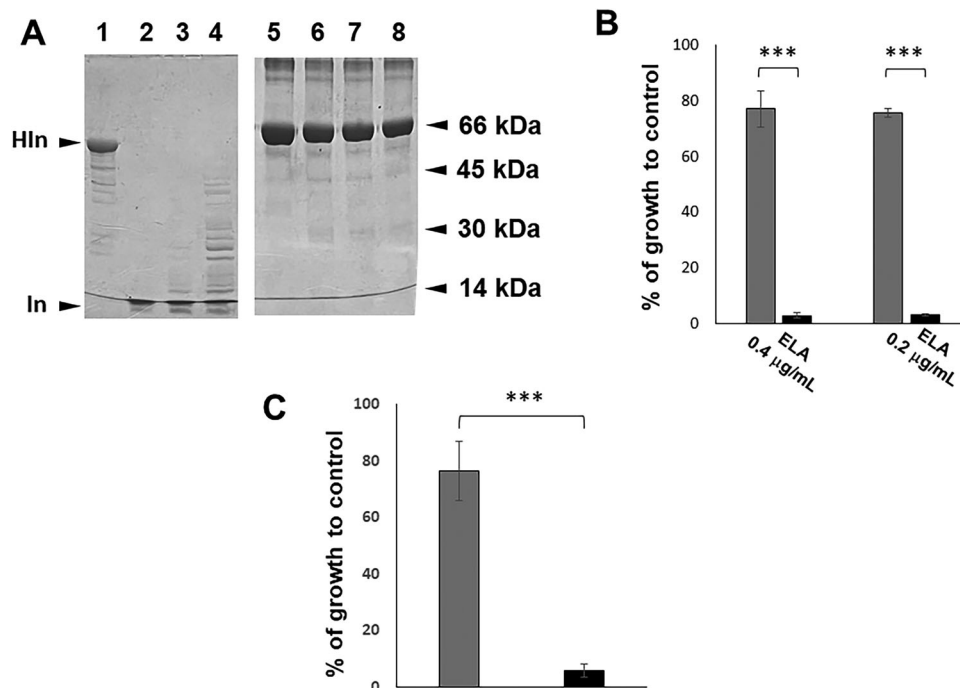 A
1 2 3 4 5 6 7 8
HIn
In
66 kDa
45 kDa
30 kDa
14 kDa
B
% of growth to control
100
80
60
40
20
0
*** ***
ELA
0.4 µg/mL
ELA
0.2 µg/mL
C
% of growth to control
100
80
60
40
20
0
***